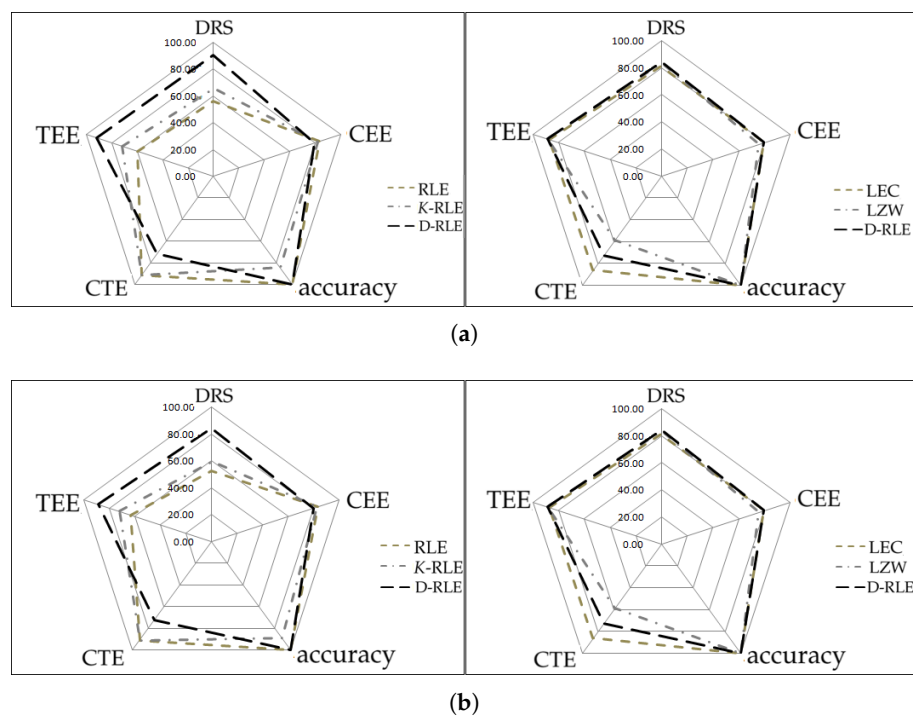 DRS
100.00
80.00
60.00
40.00
20.00
0.00
TEE
CEE
CTE
accuracy
RLE
K-RLE
D-RLE
DRS
100.00
80.00
60.00
40.00
20.00
0.00
TEE
CEE
CTE
accuracy
LEC
LZW
D-RLE
(a)
DRS
100.00
80.00
60.00
40.00
20.00
0.00
TEE
CEE
CTE
accuracy
RLE
K-RLE
D-RLE
DRS
100.00
80.00
60.00
40.00
20.00
0.00
TEE
CEE
CTE
accuracy
LEC
LZW
D-RLE
(b)